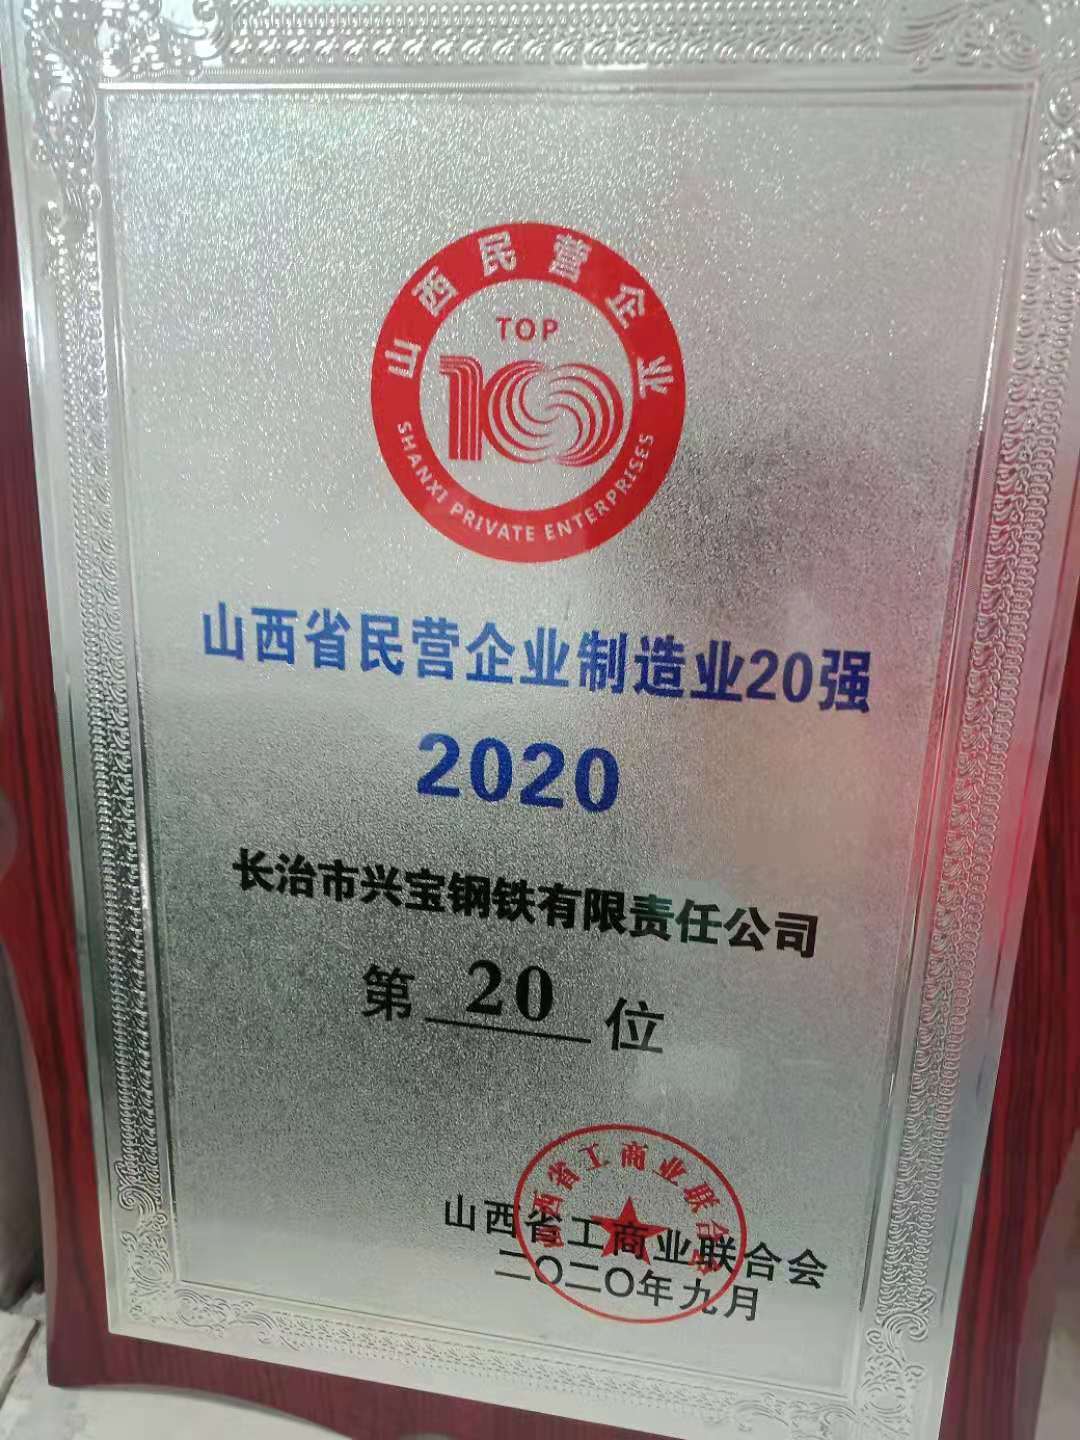 山西民营企业
TOP
100
SHANXI PRIVATE ENTERPRISES
山西省民营企业制造业20强
2020
长治市兴宝钢铁有限责任公司
第 20 位
山西省工商业联合会
山西省工商业联合会
二〇二〇年九月